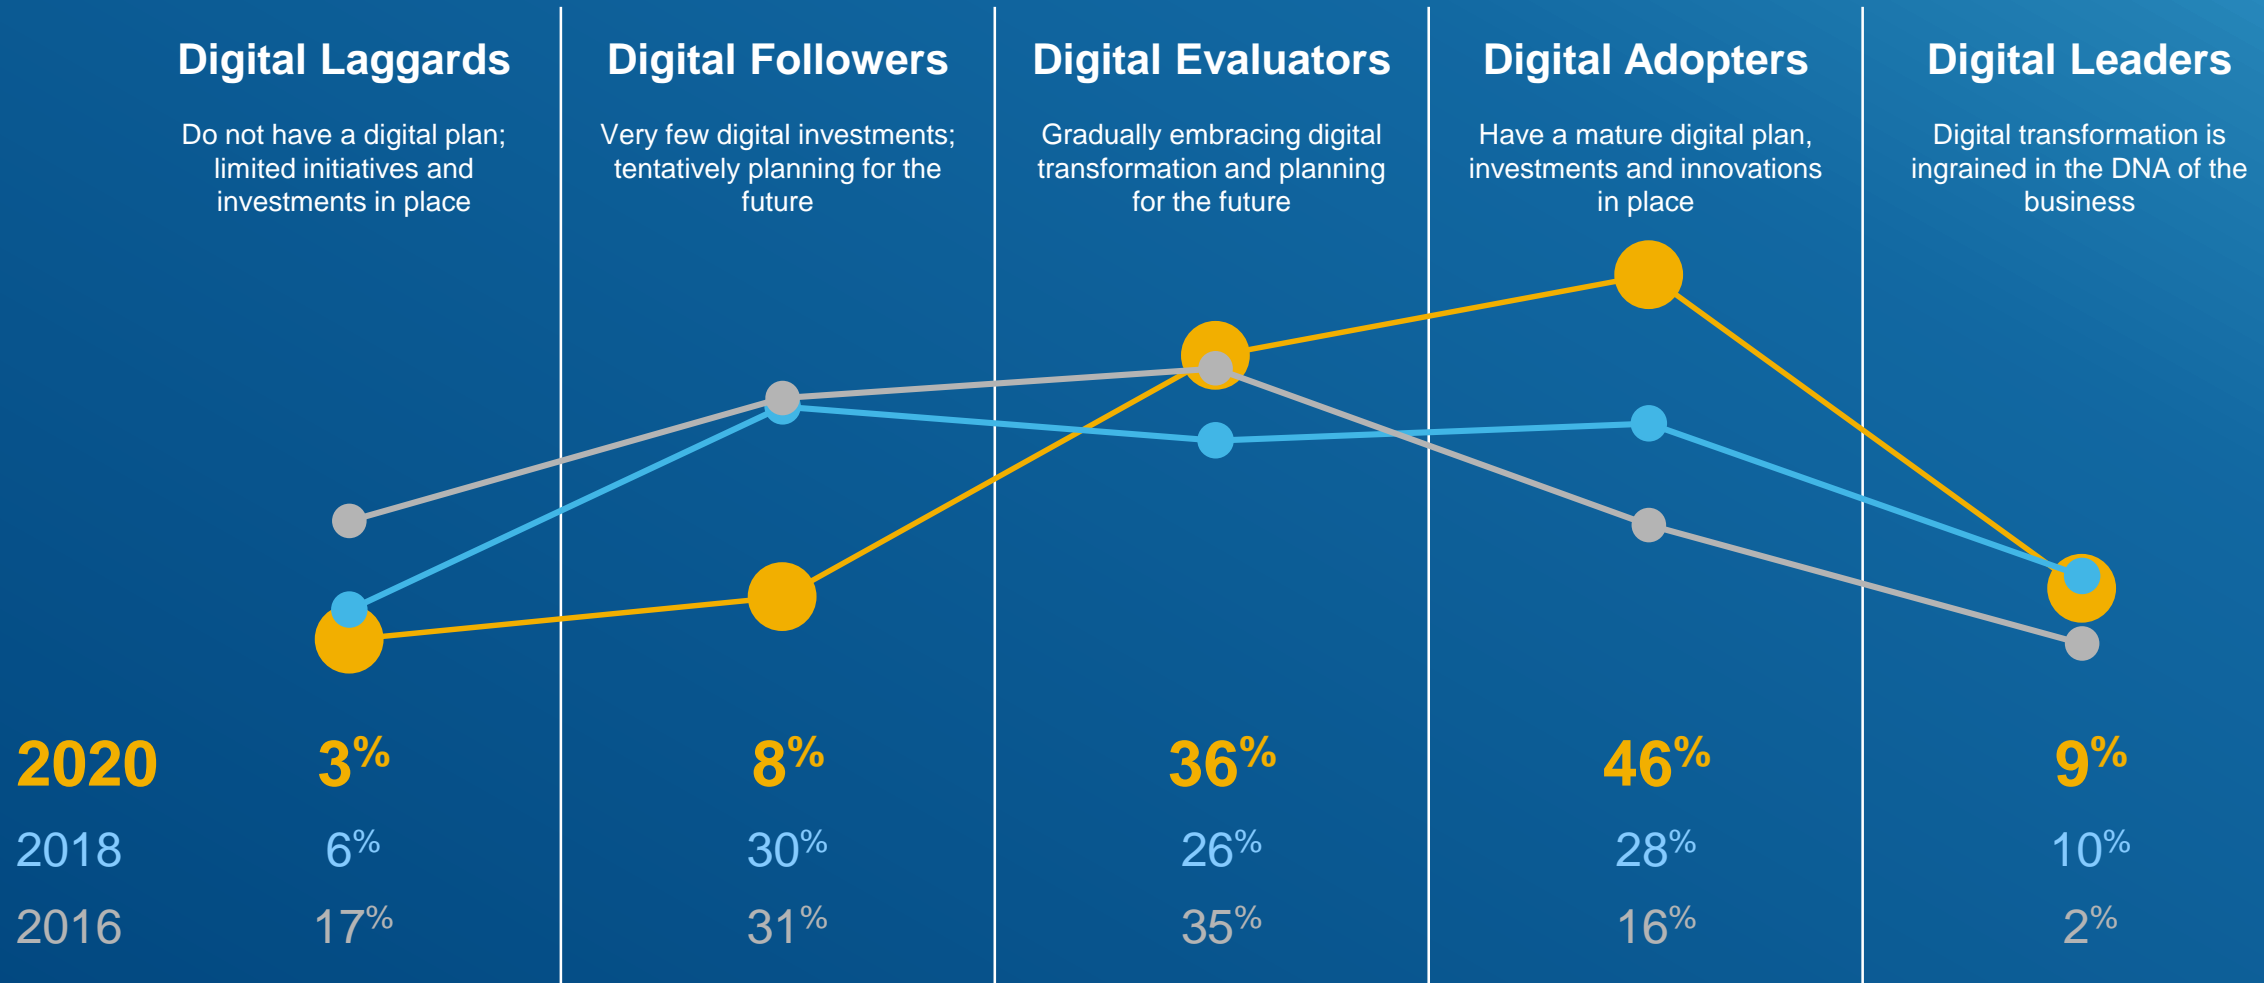 Digital Laggards
Do not have a digital plan;
limited initiatives and
investments in place
Digital Followers
Very few digital investments;
tentatively planning for the
future
Digital Evaluators
Gradually embracing digital
transformation and planning
for the future
Digital Adopters
Have a mature digital plan,
investments and innovations
in place
Digital Leaders
Digital transformation is
ingrained in the DNA of the
business
2020 3% 8% 36% 46% 9%
2018 6% 30% 26% 28% 10%
2016 17% 31% 35% 16% 2%